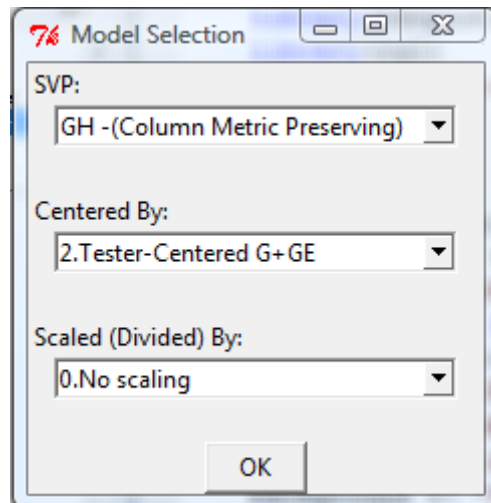 Model Selection
SVP:
GH -(Column Metric Preserving)
Centered By:
2.Tester-Centered G+GE
Scaled (Divided) By:
0.No scaling
OK